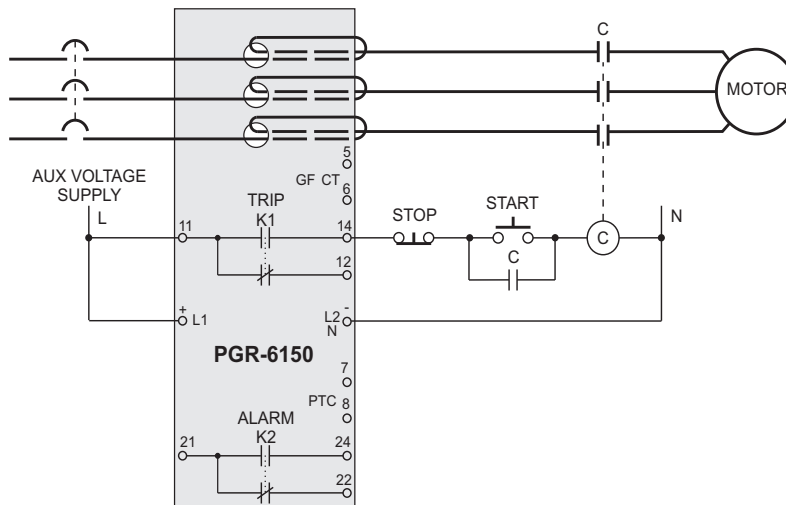 C
MOTOR
5
GF CT
6
AUX VOLTAGE
SUPPLY
L
TRIP
K1
11
14
STOP
START
N
C
C
12
+
L1
-
L2
N
PGR-6150
7
PTC
8
ALARM
K2
21
24
22